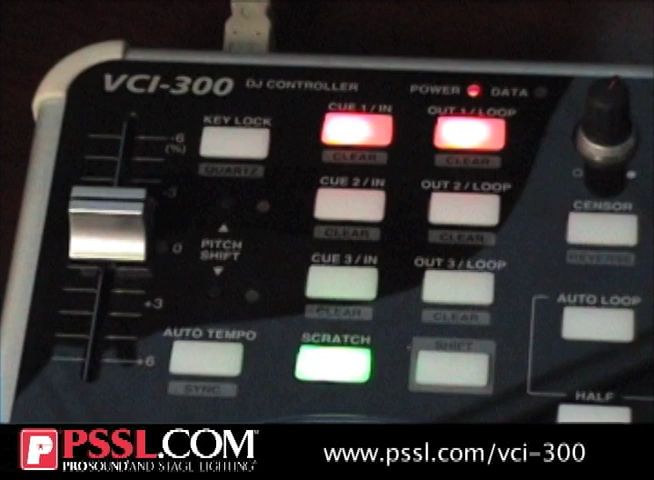 VCI-300 DJ CONTROLLER POWER DATA
CUE 1/IN OUT 1/LOOP
KEY LOCK
-6
(%)
CLEAR CLEAR
QUARTZ
CUE 2/IN OUT 2/LOOP
-3
CENSOR
CLEAR CLEAR
PITCH
SHIFT
0
REVERSE
CUE 3/IN OUT 3/LOOP
+3
AUTO LOOP
CLEAR CLEAR
AUTO TEMPO SCRATCH SHIFT
+6
SYNC
HALF
PSSL.COM
PROSOUND AND STAGE LIGHTING
www.pssl.com/vci-300